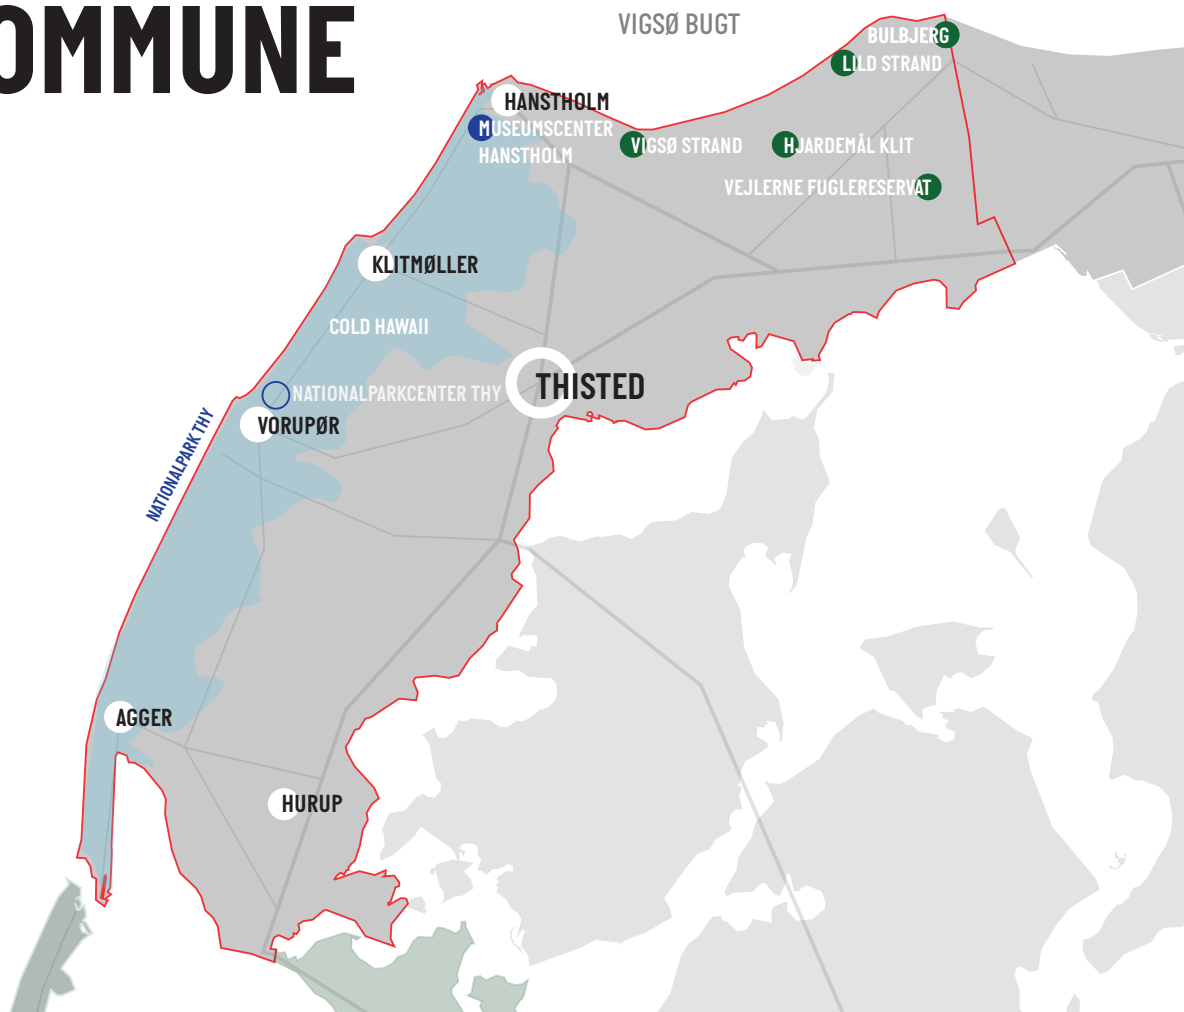 OMMUNE
VIGSØ BUGT
BULBJERG
LILD STRAND
HANSTHOLM
MUSEUMSCENTER
HANSTHOLM
VIGSØ STRAND
HJARDEMÅL KLIT
VEJLERNE FUGLERESERVAT
KLITMØLLER
COLD HAWAII
NATIONALPARKCENTER THY
THISTED
VORUPØR
NATIONALPARK THY
AGGER
HURUP